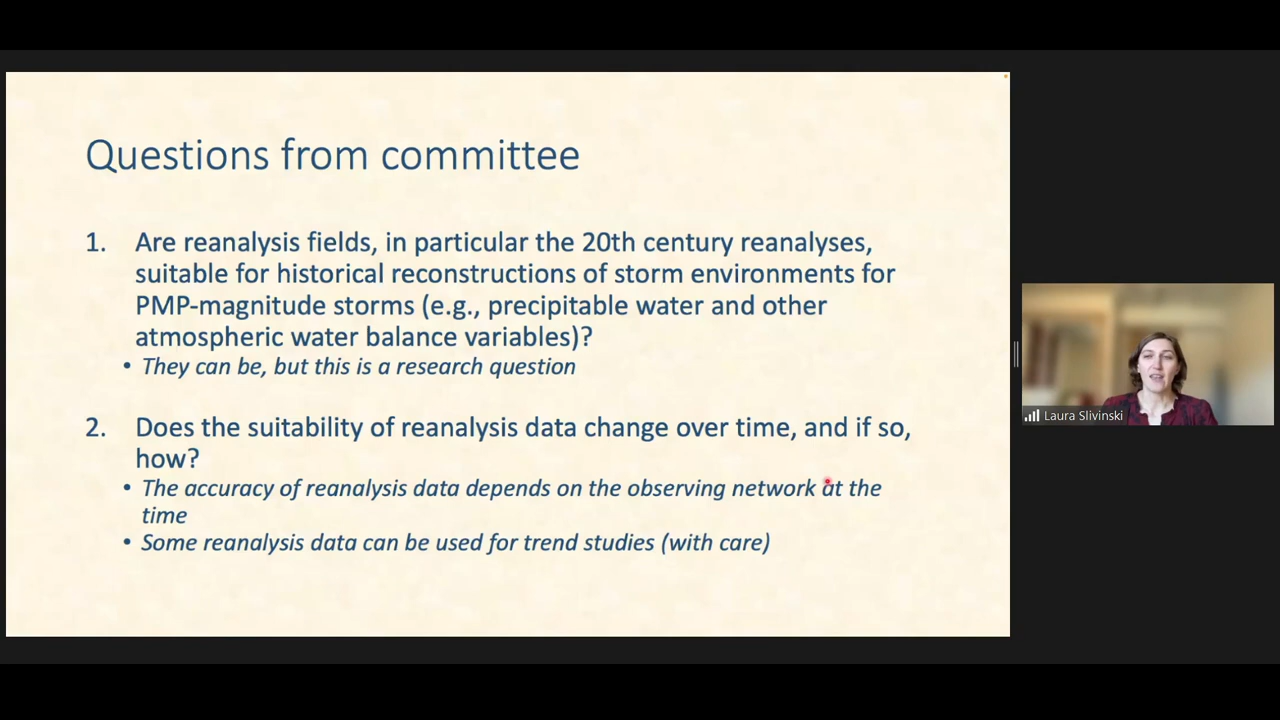 Questions from committee
1. Are reanalysis fields, in particular the 20th century reanalyses,
suitable for historical reconstructions of storm environments for
PMP-magnitude storms (e.g., precipitable water and other
atmospheric water balance variables)?
• They can be, but this is a research question
2. Does the suitability of reanalysis data change over time, and if so,
how?
• The accuracy of reanalysis data depends on the observing network at the
time
• Some reanalysis data can be used for trend studies (with care)
Laura Slivinski